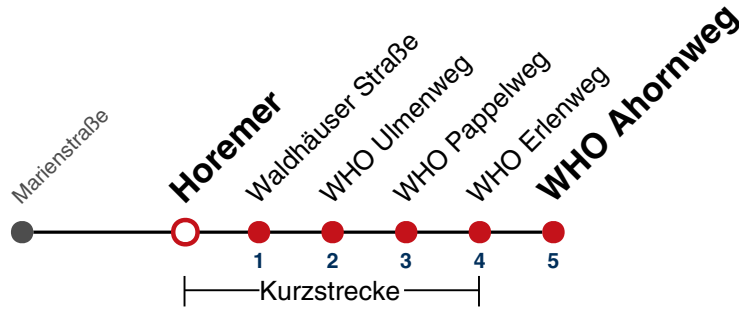 Marienstraße
Horemer
Waldhäuser Straße
WHO Ulmenweg
WHO Pappelweg
WHO Erlenweg
WHO Ahornweg
1 2 3 4 5
Kurzstrecke